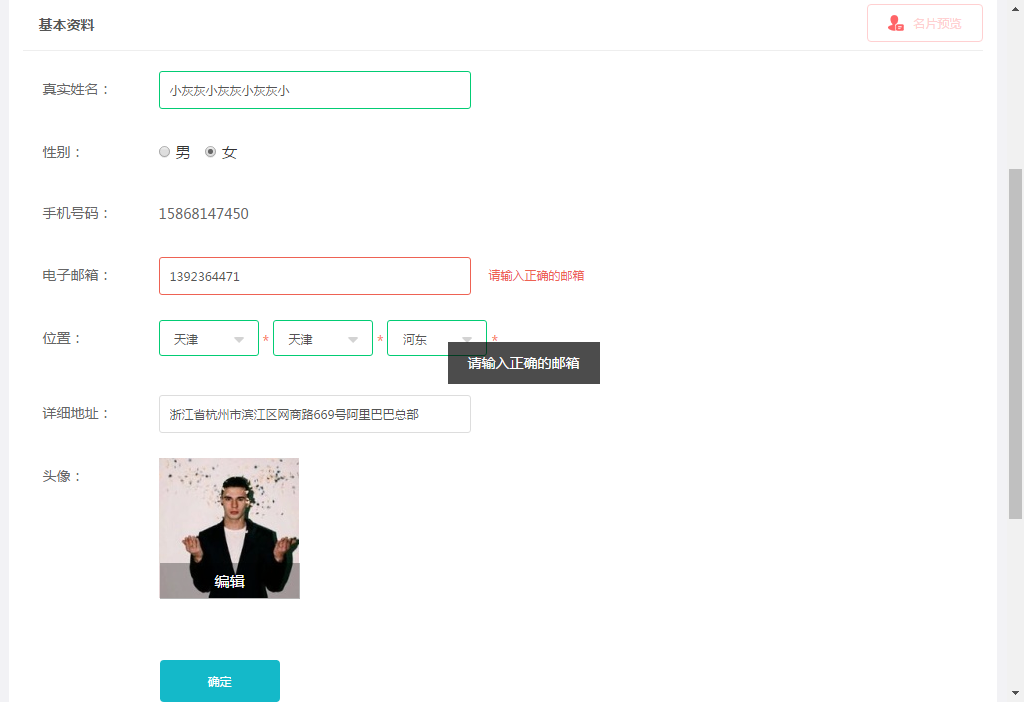 基本资料
名片预览
真实姓名：
小灰灰小灰灰小灰灰小
性别：
男 女
手机号码：
15868147450
电子邮箱：
1392364471
请输入正确的邮箱
位置：
天津 * 天津 * 河东 *
请输入正确的邮箱
详细地址：
浙江省杭州市滨江区网商路669号阿里巴巴总部
头像：
编辑
确定